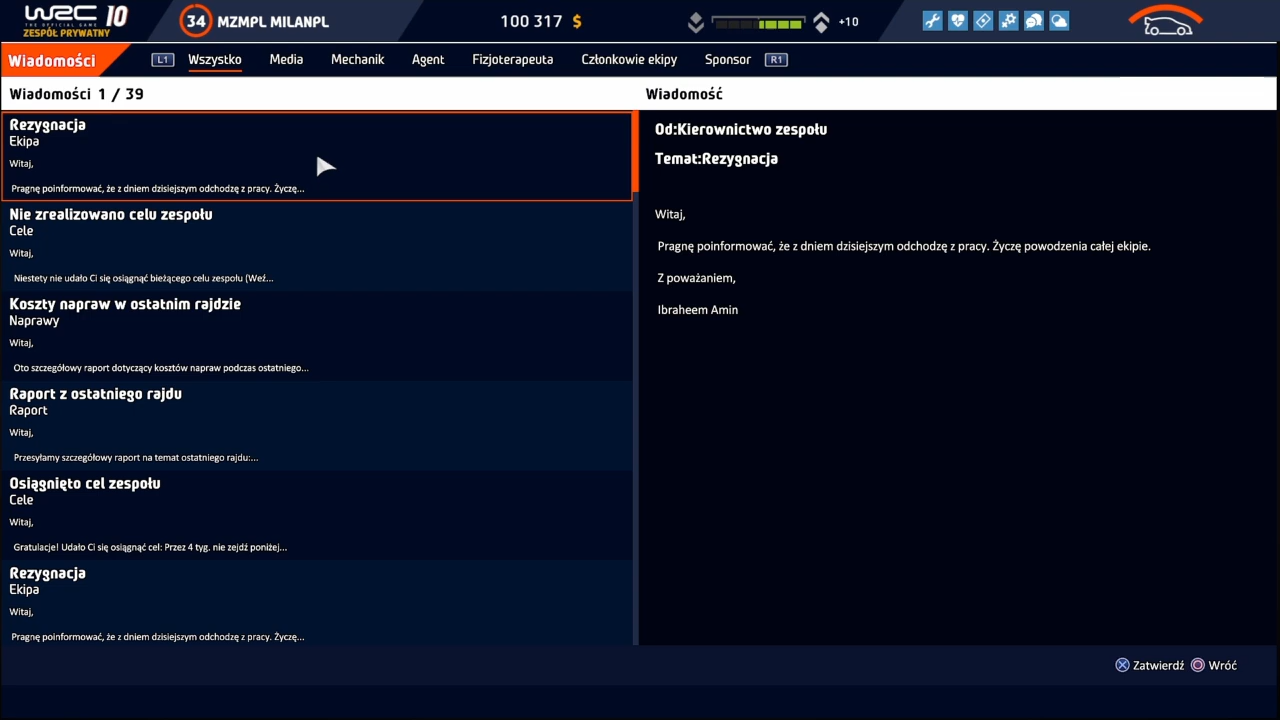 WRC 10
THE OFFICIAL GAME
ZESPÓŁ PRYWATNY
34 MZMPL MILANPL
100 317 $
+10
Wiadomości
L1 Wszystko Media Mechanik Agent Fizjoterapeuta Członkowie ekipy Sponsor R1
Wiadomości 1 / 39
Rezygnacja
Ekipa
Witaj,
Pragnę poinformować, że z dniem dzisiejszym odchodzę z pracy. Życzę...
Nie zrealizowano celu zespołu
Cele
Witaj,
Niestety nie udało Ci się osiągnąć bieżącego celu zespołu (Weź...
Koszty napraw w ostatnim rajdzie
Naprawy
Witaj,
Oto szczegółowy raport dotyczący kosztów napraw podczas ostatniego...
Raport z ostatniego rajdu
Raport
Witaj,
Przesyłamy szczegółowy raport na temat ostatniego rajdu:...
Osiągnięto cel zespołu
Cele
Witaj,
Gratulacje! Udało Ci się osiągnąć cel: Przez 4 tyg. nie zejdź poniżej...
Rezygnacja
Ekipa
Witaj,
Pragnę poinformować, że z dniem dzisiejszym odchodzę z pracy. Życzę...
Wiadomość
Od:Kierownictwo zespołu
Temat:Rezygnacja
Witaj,
Pragnę poinformować, że z dniem dzisiejszym odchodzę z pracy. Życzę powodzenia całej ekipie.
Z poważaniem,
Ibraheem Amin
Zatwierdź Wróć